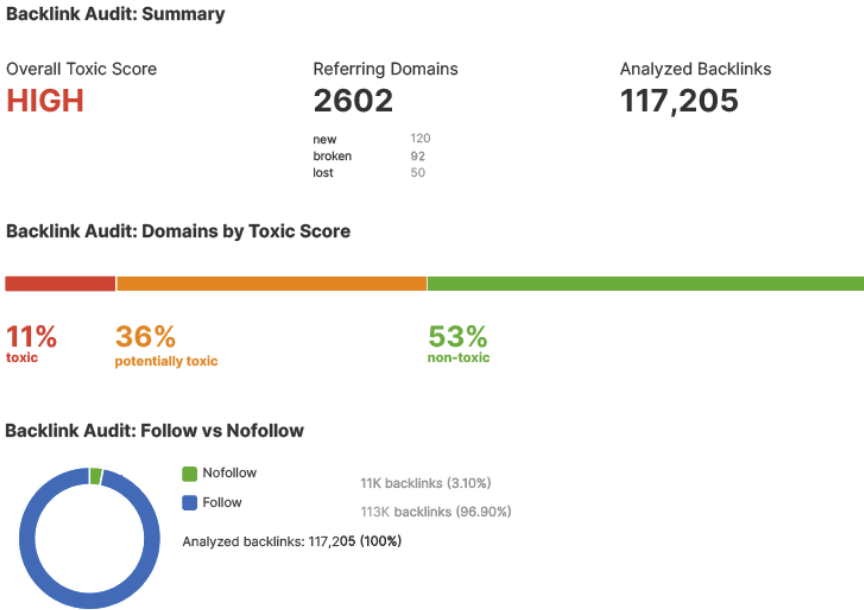 Backlink Audit: Summary
Overall Toxic Score
HIGH
Referring Domains
2602
new 120
broken 92
lost 50
Analyzed Backlinks
117,205
Backlink Audit: Domains by Toxic Score
11%
toxic
36%
potentially toxic
53%
non-toxic
Backlink Audit: Follow vs Nofollow
Nofollow 11K backlinks (3.10%)
Follow 113K backlinks (96.90%)
Analyzed backlinks: 117,205 (100%)